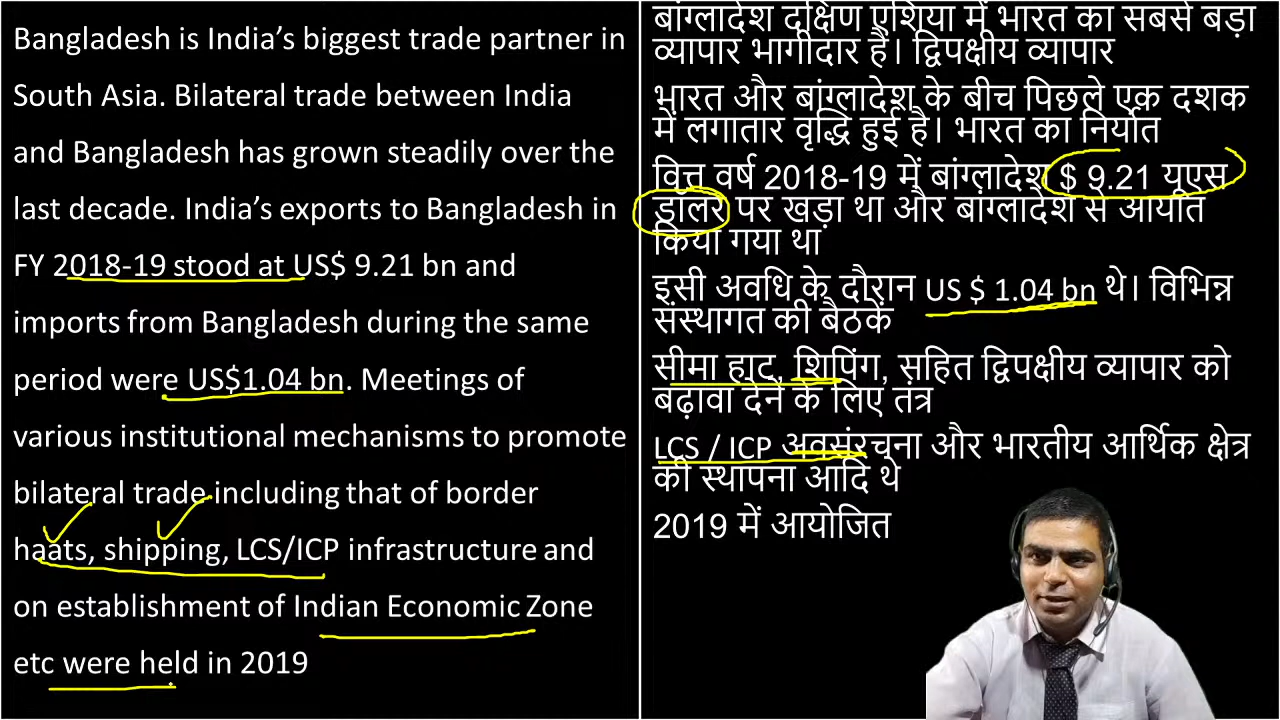 Bangladesh is India’s biggest trade partner in
South Asia. Bilateral trade between India
and Bangladesh has grown steadily over the
last decade. India’s exports to Bangladesh in
FY 2018-19 stood at US$ 9.21 bn and
imports from Bangladesh during the same
period were US$1.04 bn. Meetings of
various institutional mechanisms to promote
bilateral trade including that of border
haats, shipping, LCS/ICP infrastructure and
on establishment of Indian Economic Zone
etc were held in 2019
बांग्लादेश दक्षिण एशिया में भारत का सबसे बड़ा
व्यापार भागीदार है। द्विपक्षीय व्यापार
भारत और बांग्लादेश के बीच पिछले एक दशक
में लगातार वृद्धि हुई है। भारत का निर्यात
वित्त वर्ष 2018-19 में बांग्लादेश $ 9.21 यूएस
डॉलर पर खड़ा था और बांग्लादेश से आयात
किया गया था
इसी अवधि के दौरान US $ 1.04 bn थे। विभिन्न
संस्थागत की बैठकें
सीमा हाट, शिपिंग, सहित द्विपक्षीय व्यापार को
बढ़ावा देने के लिए तंत्र
LCS / ICP अवसंरचना और भारतीय आर्थिक क्षेत्र
की स्थापना आदि थे
2019 में आयोजित